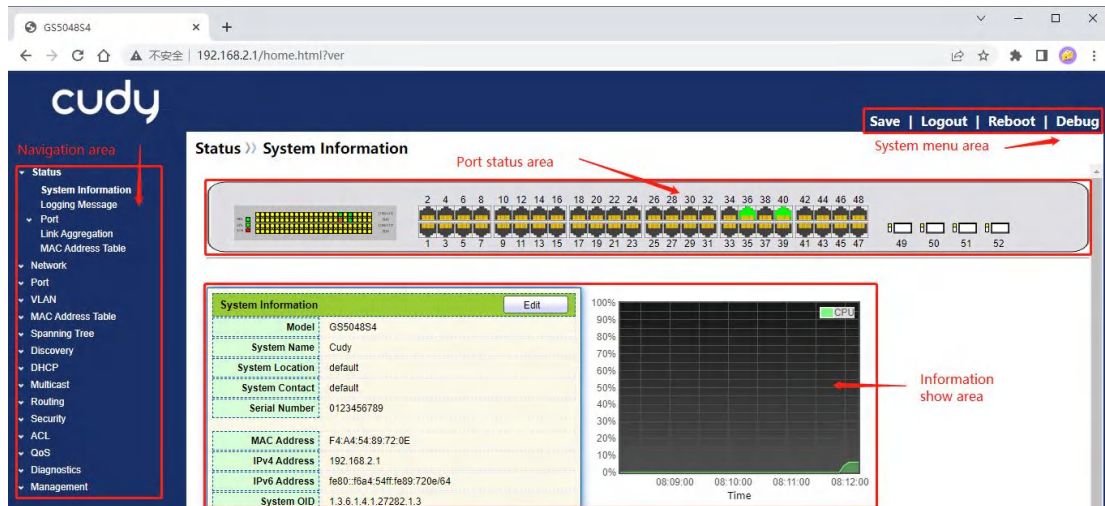 GS5048S4
不安全 | 192.168.2.1/home.html?ver
cudy
Save | Logout | Reboot | Debug
Navigation area
Status » System Information
System menu area
Port status area
Status
System Information
Logging Message
Port
Link Aggregation
MAC Address Table
Network
Port
VLAN
MAC Address Table
Spanning Tree
Discovery
DHCP
Multicast
Routing
Security
ACL
QoS
Diagnostics
Management
2 4 6 8 10 12 14 16 18 20 22 24 26 28 30 32 34 36 38 40 42 44 46 48
1 3 5 7 9 11 13 15 17 19 21 23 25 27 29 31 33 35 37 39 41 43 45 47 49 50 51 52
System Information Edit
Model GS5048S4
System Name Cudy
System Location default
System Contact default
Serial Number 0123456789
MAC Address F4:A4:54:89:72:0E
IPv4 Address 192.168.2.1
IPv6 Address fe80::f6a4:54ff:fe89:720e/64
System OID 1.3.6.1.4.1.27282.1.3
CPU
100%
90%
80%
70%
60%
50%
40%
30%
20%
10%
0%
08:09:00 08:10:00 08:11:00 08:12:00
Time
Information
show area